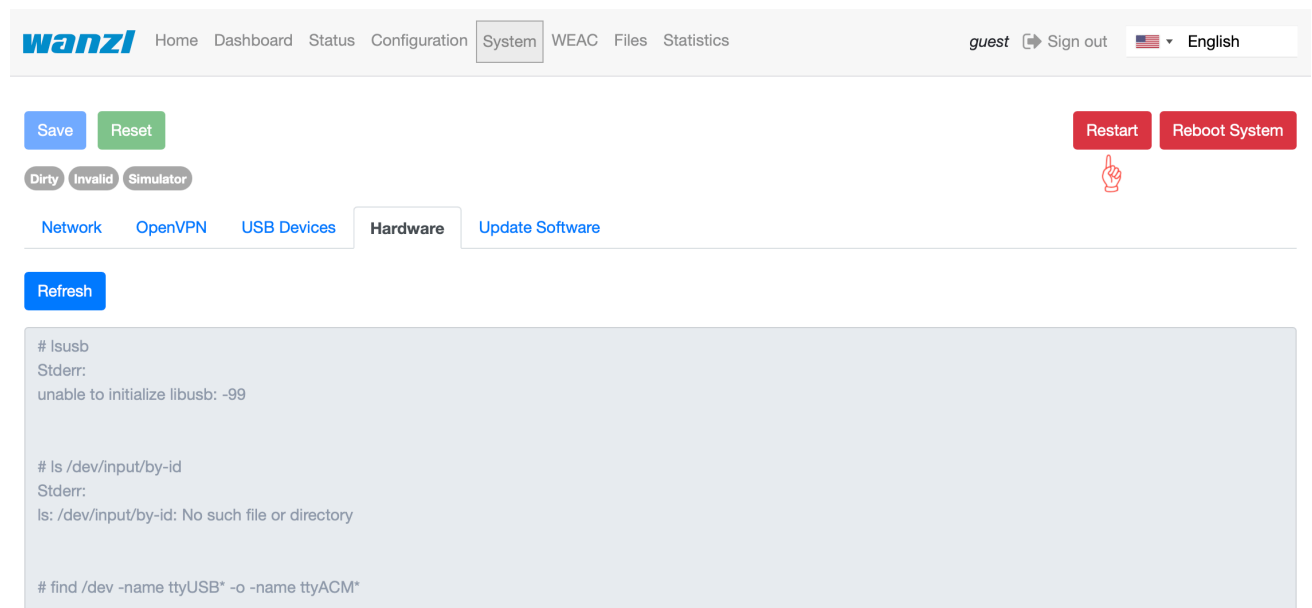 wanzl Home Dashboard Status Configuration System WEAC Files Statistics guest Sign out English
Save Reset Restart Reboot System
Dirty Invalid Simulator
Network OpenVPN USB Devices Hardware Update Software
Refresh
# lsusb
Stderr:
unable to initialize libusb: -99
# ls /dev/input/by-id
Stderr:
ls: /dev/input/by-id: No such file or directory
# find /dev -name ttyUSB* -o -name ttyACM*